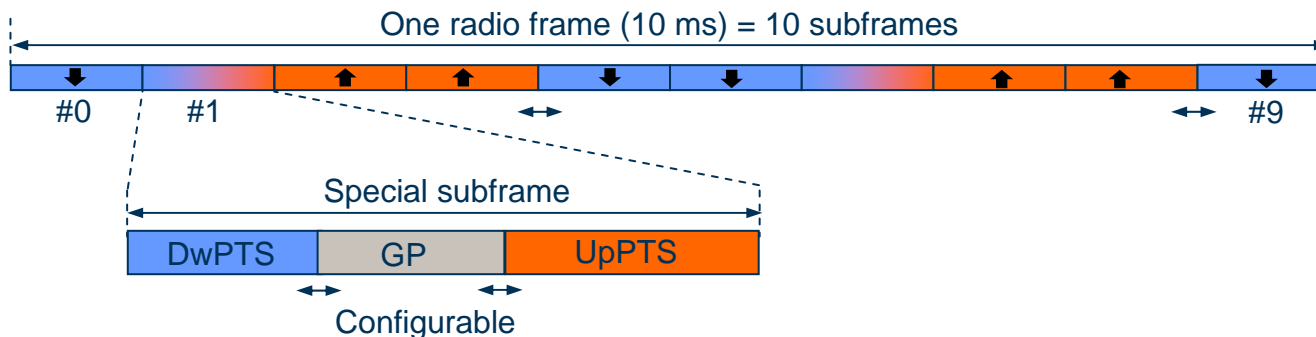 One radio frame (10 ms) = 10 subframes
#0 #1 #9
Special subframe
DwPTS GP UpPTS
Configurable